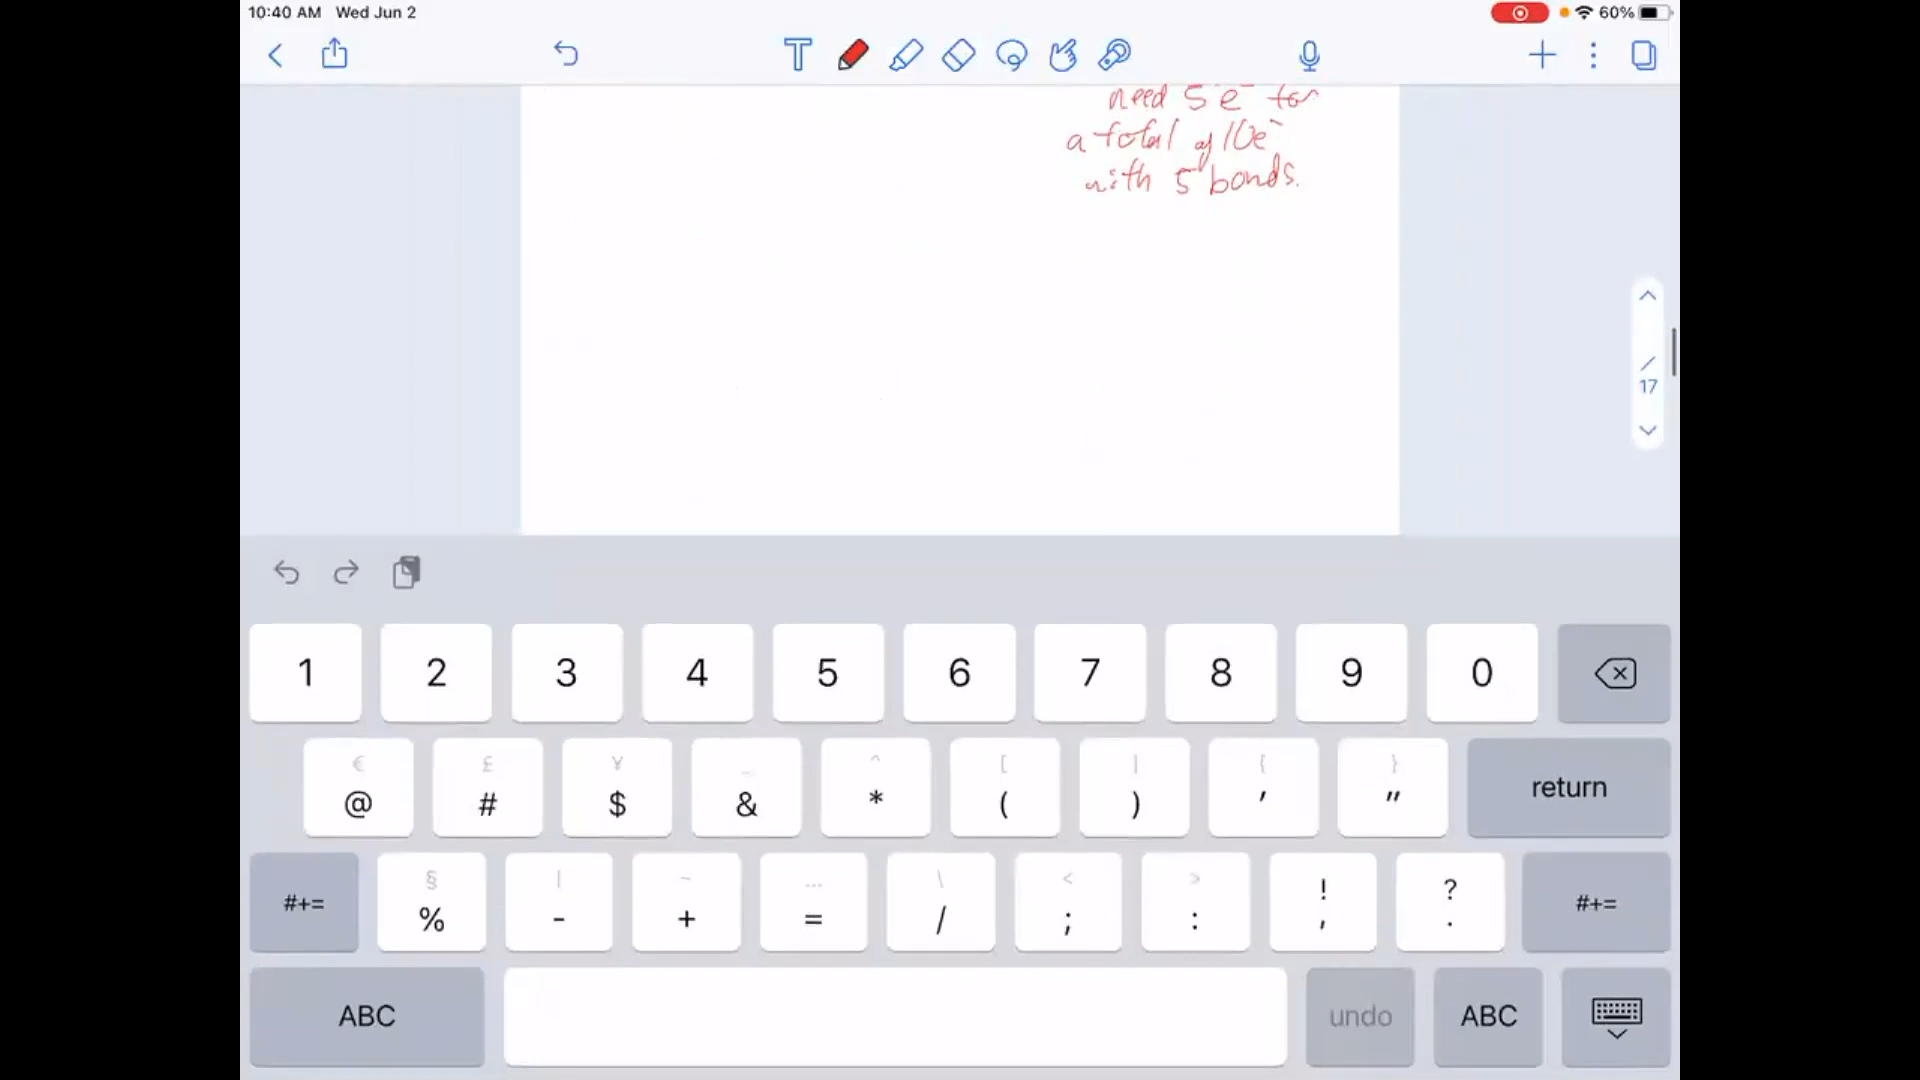 10:40 AM Wed Jun 2
60%
need 5 e⁻ for
a total of 10e⁻
with 5 bonds.
17
1 2 3 4 5 6 7 8 9 0
€ £ ¥ _ ^ [ ] { }
@ # $ & * ( ) ' " return
§ | ~ … \ < > ! ?
#+= % - + = / ; : , . #+=
ABC undo ABC